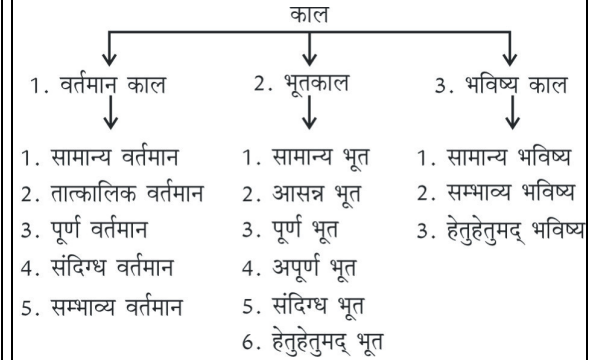 काल
1. वर्तमान काल
2. भूतकाल
3. भविष्य काल
1. सामान्य वर्तमान
2. तात्कालिक वर्तमान
3. पूर्ण वर्तमान
4. संदिग्ध वर्तमान
5. सम्भाव्य वर्तमान
1. सामान्य भूत
2. आसन्न भूत
3. पूर्ण भूत
4. अपूर्ण भूत
5. संदिग्ध भूत
6. हेतुहेतुमद् भूत
1. सामान्य भविष्य
2. सम्भाव्य भविष्य
3. हेतुहेतुमद् भविष्य